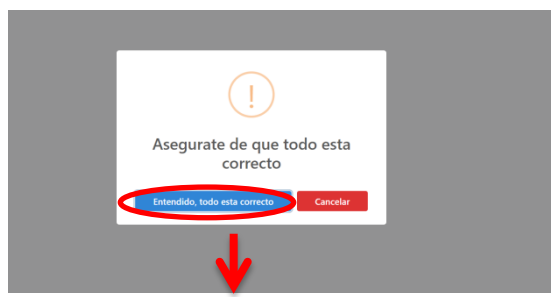 !
Asegurate de que todo esta
correcto
Entendido, todo esta correcto Cancelar